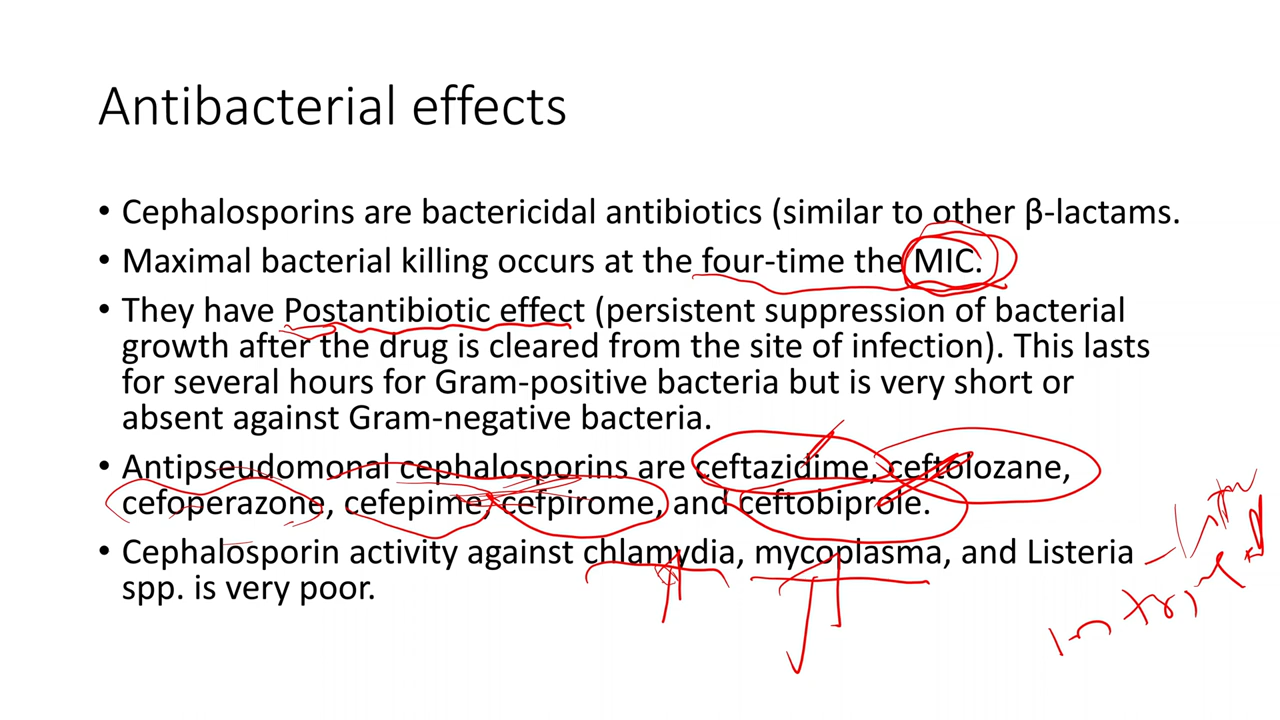 Antibacterial effects
• Cephalosporins are bactericidal antibiotics (similar to other β-lactams.
• Maximal bacterial killing occurs at the four-time the MIC.
• They have Postantibiotic effect (persistent suppression of bacterial
growth after the drug is cleared from the site of infection). This lasts
for several hours for Gram-positive bacteria but is very short or
absent against Gram-negative bacteria.
• Antipseudomonal cephalosporins are ceftazidime, ceftolozane,
cefoperazone, cefepime, cefpirome, and ceftobiprole.
• Cephalosporin activity against chlamydia, mycoplasma, and Listeria
spp. is very poor.